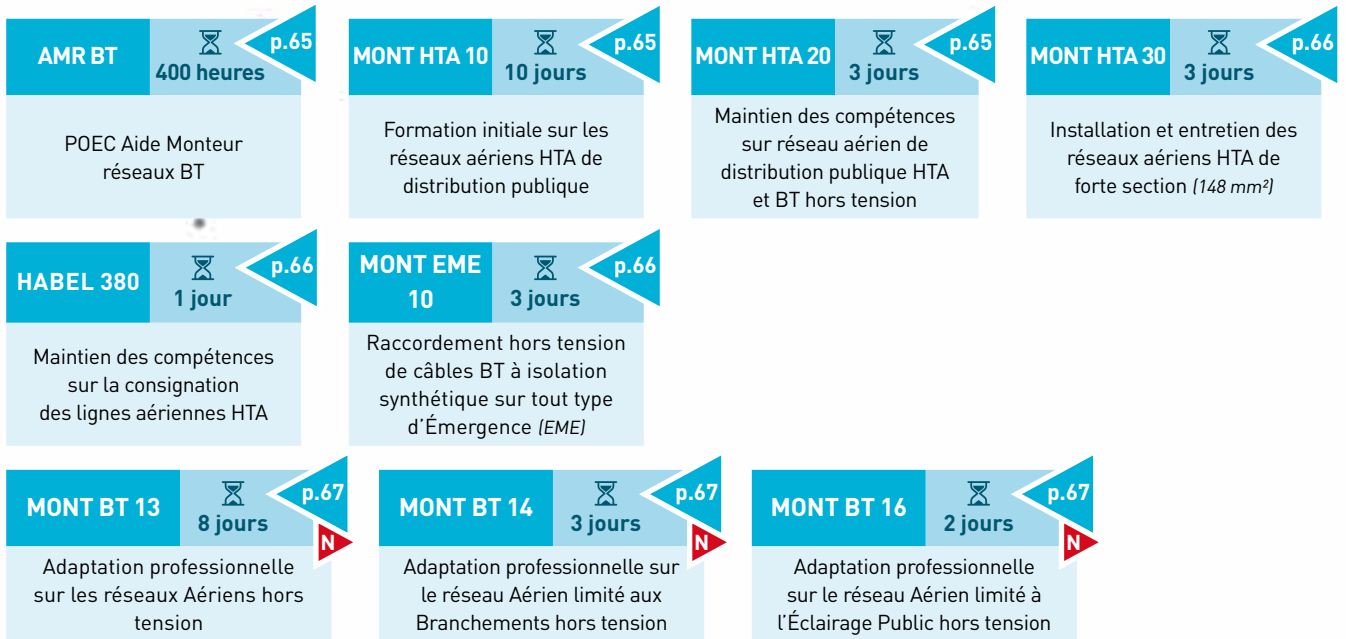 AMR BT
400 heures
p.65
POEC Aide Monteur
réseaux BT
MONT HTA 10
10 jours
p.65
Formation initiale sur les
réseaux aériens HTA de
distribution publique
MONT HTA 20
3 jours
p.65
Maintien des compétences
sur réseau aérien de
distribution publique HTA
et BT hors tension
MONT HTA 30
3 jours
p.66
Installation et entretien des
réseaux aériens HTA de
forte section (148 mm²)
HABEL 380
1 jour
p.66
Maintien des compétences
sur la consignation
des lignes aériennes HTA
MONT EME
10
3 jours
p.66
Raccordement hors tension
de câbles BT à isolation
synthétique sur tout type
d'Émergence (EME)
MONT BT 13
8 jours
p.67
N
Adaptation professionnelle
sur les réseaux Aériens hors
tension
MONT BT 14
3 jours
p.67
N
Adaptation professionnelle sur
le réseau Aérien limité aux
Branchements hors tension
MONT BT 16
2 jours
p.67
N
Adaptation professionnelle
sur le réseau Aérien limité à
l'Éclairage Public hors tension